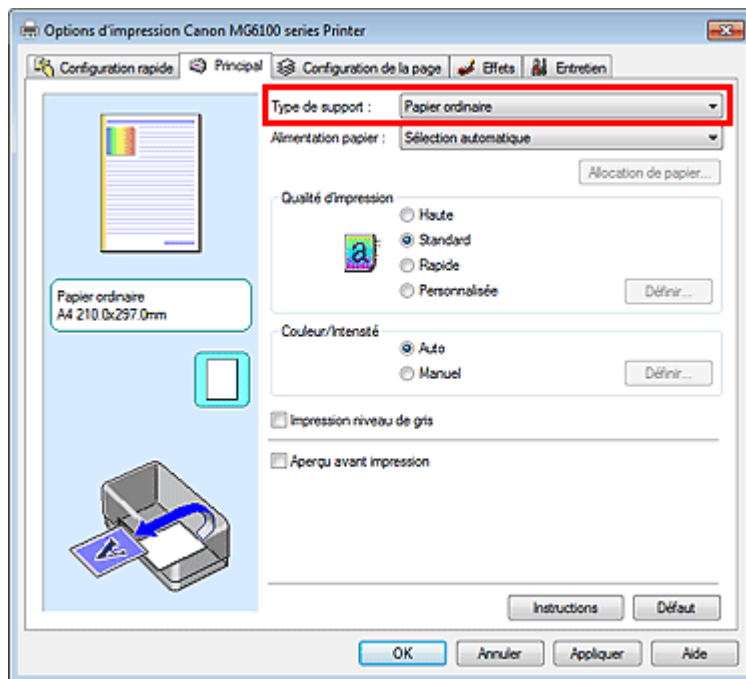 Options d'impression Canon MG6100 series Printer
Configuration rapide Principal Configuration de la page Effets Entretien
Type de support : Papier ordinaire
Alimentation papier : Sélection automatique
Allocation de papier...
Qualité d'impression
Haute
a Standard
Rapide
Personnalisée Définir...
Papier ordinaire
A4 210.0x297.0mm
Couleur/Intensité
Auto
Manuel Définir...
Impression niveau de gris
Aperçu avant impression
A
Instructions Défaut
OK Annuler Appliquer Aide